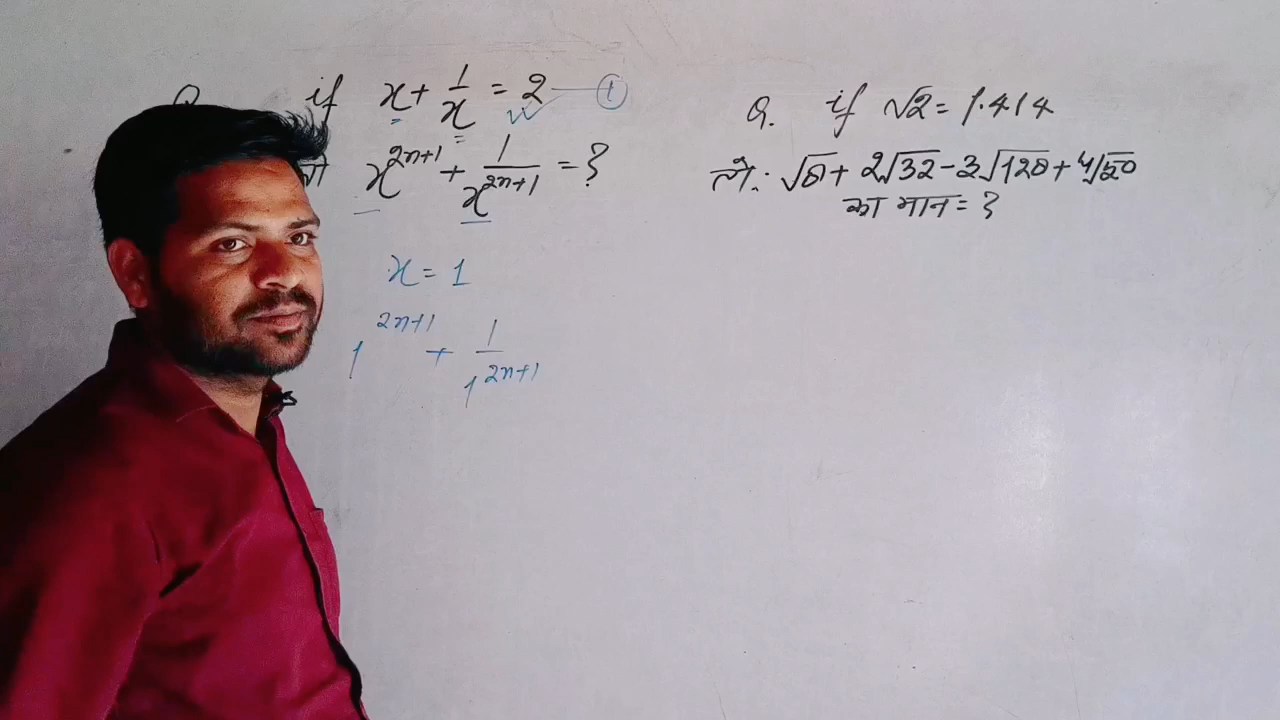 Q if x + 1/x = 2 — ①
x^{2n+1} + 1/x^{2n+1} = ?
x = 1
1^{2n+1} + 1/1^{2n+1}
Q. if √2 = 1.414
तो: √8 + 2√32 - 3√128 + 4√50
का मान = ?